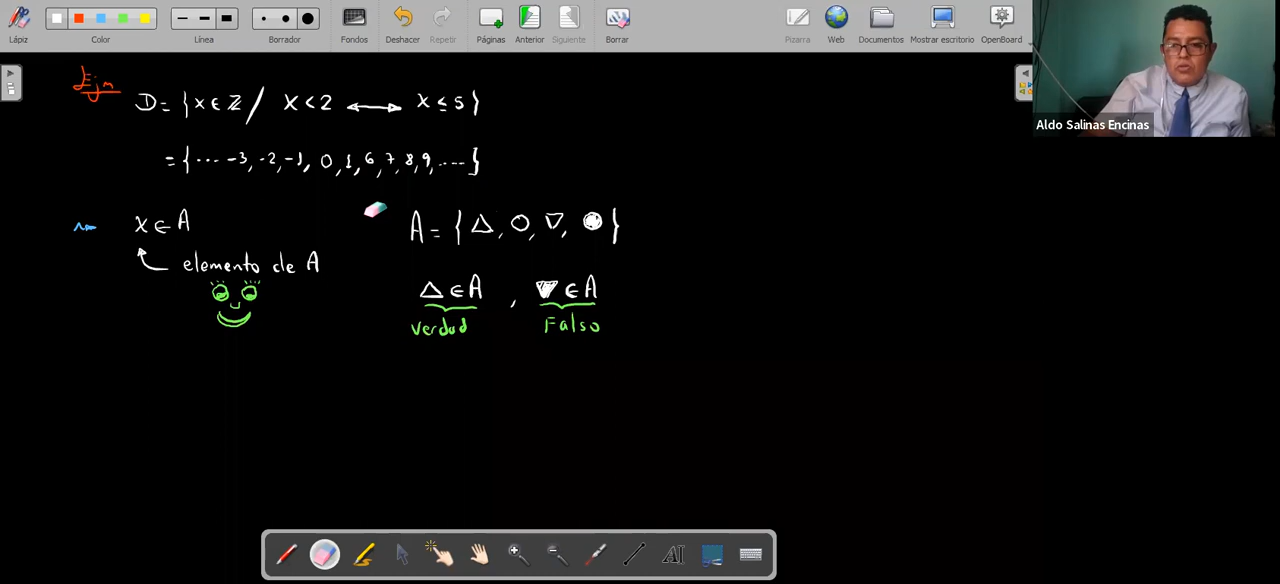 Lápiz Color Línea Borrador Fondos Deshacer Repetir Páginas Anterior Siguiente Borrar Pizarra Web Documentos Mostrar escritorio OpenBoard
Aldo Salinas Encinas
Ejm
D = {x ∈ Z / x < 2 ⟷ x ≤ 5}
= {... -3, -2, -1, 0, 1, 6, 7, 8, 9, ...}
x ∈ A
A = {△, ○, ▽, ●}
elemento de A
△ ∈ A , ▼ ∈ A
Verdad Falso
AI